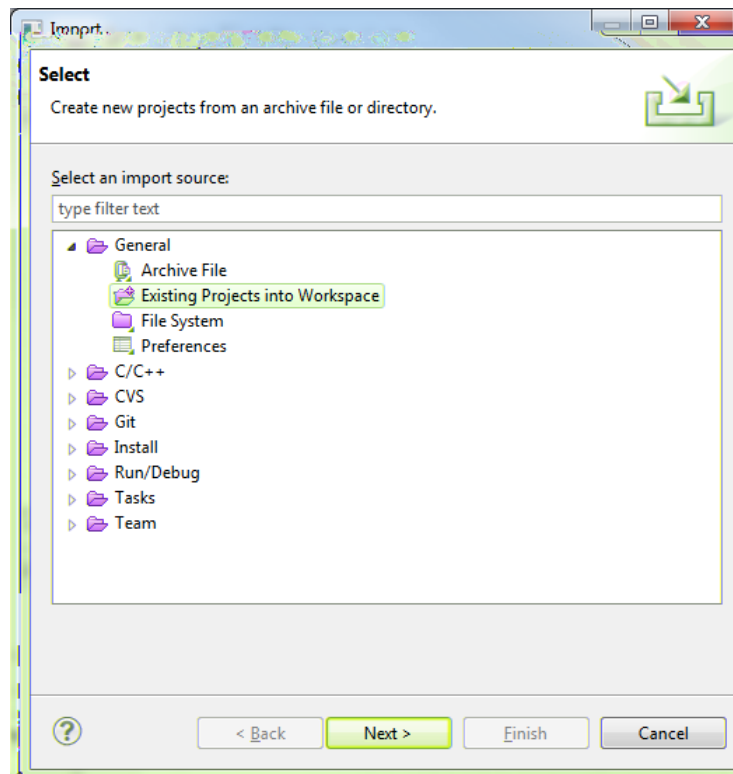 Import
Select
Create new projects from an archive file or directory.
Select an import source:
type filter text
General
Archive File
Existing Projects into Workspace
File System
Preferences
C/C++
CVS
Git
Install
Run/Debug
Tasks
Team
< Back
Next >
Finish
Cancel